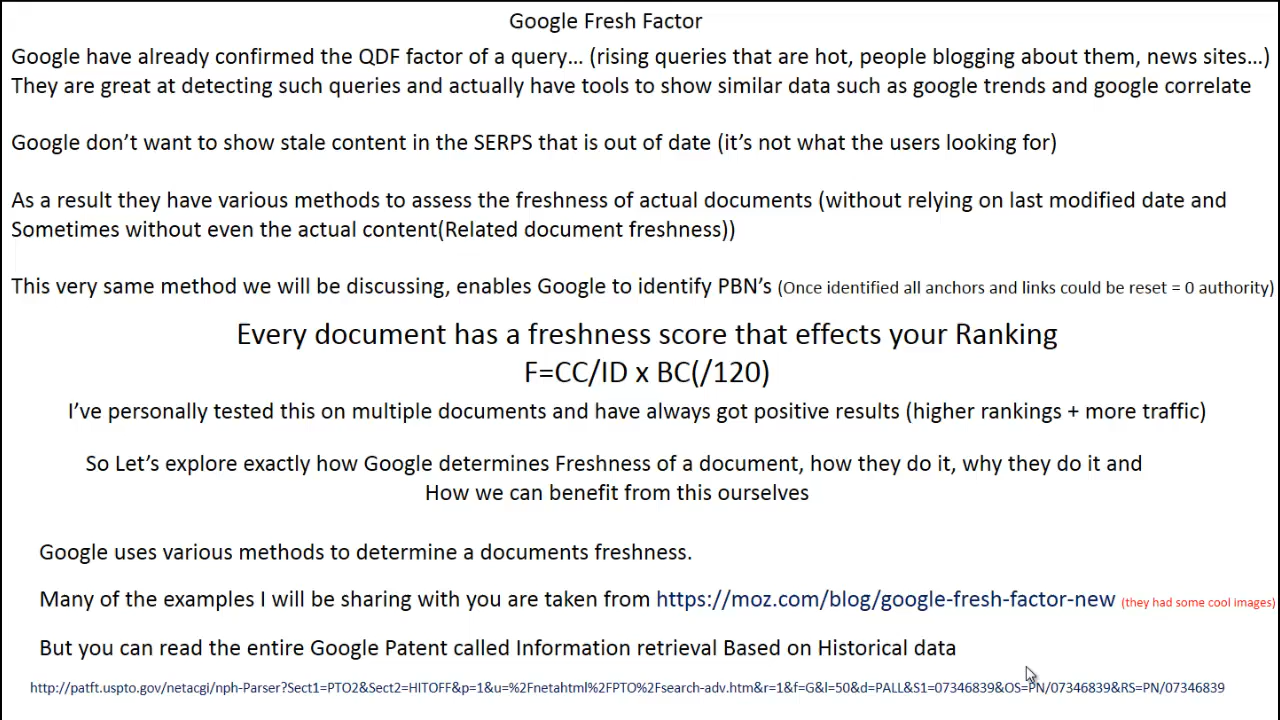 Google Fresh Factor
Google have already confirmed the QDF factor of a query... (rising queries that are hot, people blogging about them, news sites...)
They are great at detecting such queries and actually have tools to show similar data such as google trends and google correlate
Google don't want to show stale content in the SERPS that is out of date (it's not what the users looking for)
As a result they have various methods to assess the freshness of actual documents (without relying on last modified date and
Sometimes without even the actual content(Related document freshness))
This very same method we will be discussing, enables Google to identify PBN's (Once identified all anchors and links could be reset = 0 authority)
Every document has a freshness score that effects your Ranking
F=CC/ID x BC(/120)
I've personally tested this on multiple documents and have always got positive results (higher rankings + more traffic)
So Let's explore exactly how Google determines Freshness of a document, how they do it, why they do it and
How we can benefit from this ourselves
Google uses various methods to determine a documents freshness.
Many of the examples I will be sharing with you are taken from https://moz.com/blog/google-fresh-factor-new (they had some cool images)
But you can read the entire Google Patent called Information retrieval Based on Historical data
http://patft.uspto.gov/netacgi/nph-Parser?Sect1=PTO2&Sect2=HITOFF&p=1&u=%2Fnetahtml%2FPTO%2Fsearch-adv.htm&r=1&f=G&l=50&d=PALL&S1=07346839&OS=PN/07346839&RS=PN/07346839